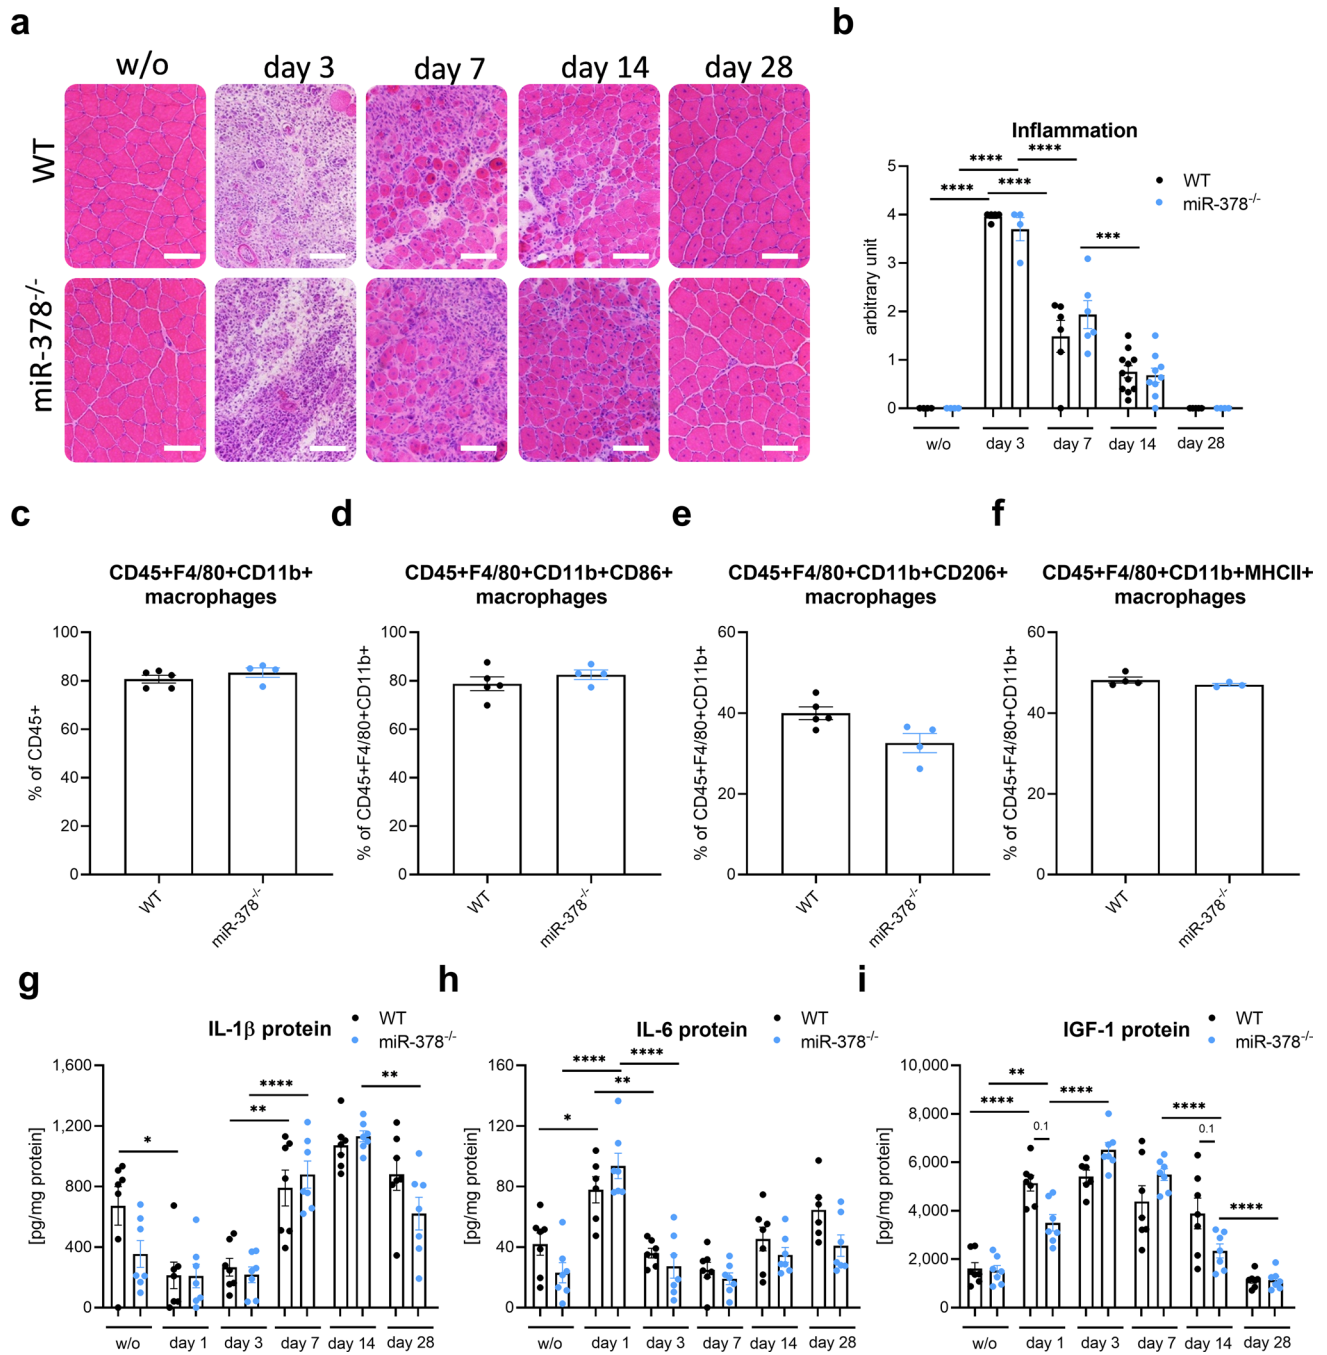 a
w/o
day 3
day 7
day 14
day 28
WT
miR-378-/-
b
Inflammation
WT
miR-378-/-
****
****
****
****
***
arbitrary unit
5
4
3
2
1
0
w/o
day 3
day 7
day 14
day 28
c
CD45+F4/80+CD11b+
macrophages
% of CD45+
100
80
60
40
20
0
WT
miR-378-/-
d
CD45+F4/80+CD11b+CD86+
macrophages
% of CD45+F4/80+CD11b+
100
80
60
40
20
0
WT
miR-378-/-
e
CD45+F4/80+CD11b+CD206+
macrophages
% of CD45+F4/80+CD11b+
60
40
20
0
WT
miR-378-/-
f
CD45+F4/80+CD11b+MHCII+
macrophages
% of CD45+F4/80+CD11b+
60
40
20
0
WT
miR-378-/-
g
IL-1β protein
WT
miR-378-/-
[pg/mg protein]
1,600
1,200
800
400
0
*
**
****
**
w/o
day 1
day 3
day 7
day 14
day 28
h
IL-6 protein
WT
miR-378-/-
[pg/mg protein]
160
120
80
40
0
*
****
**
****
w/o
day 1
day 3
day 7
day 14
day 28
i
IGF-1 protein
WT
miR-378-/-
[pg/mg protein]
10,000
8,000
6,000
4,000
2,000
0
****
**
0.1
****
****
0.1
****
w/o
day 1
day 3
day 7
day 14
day 28